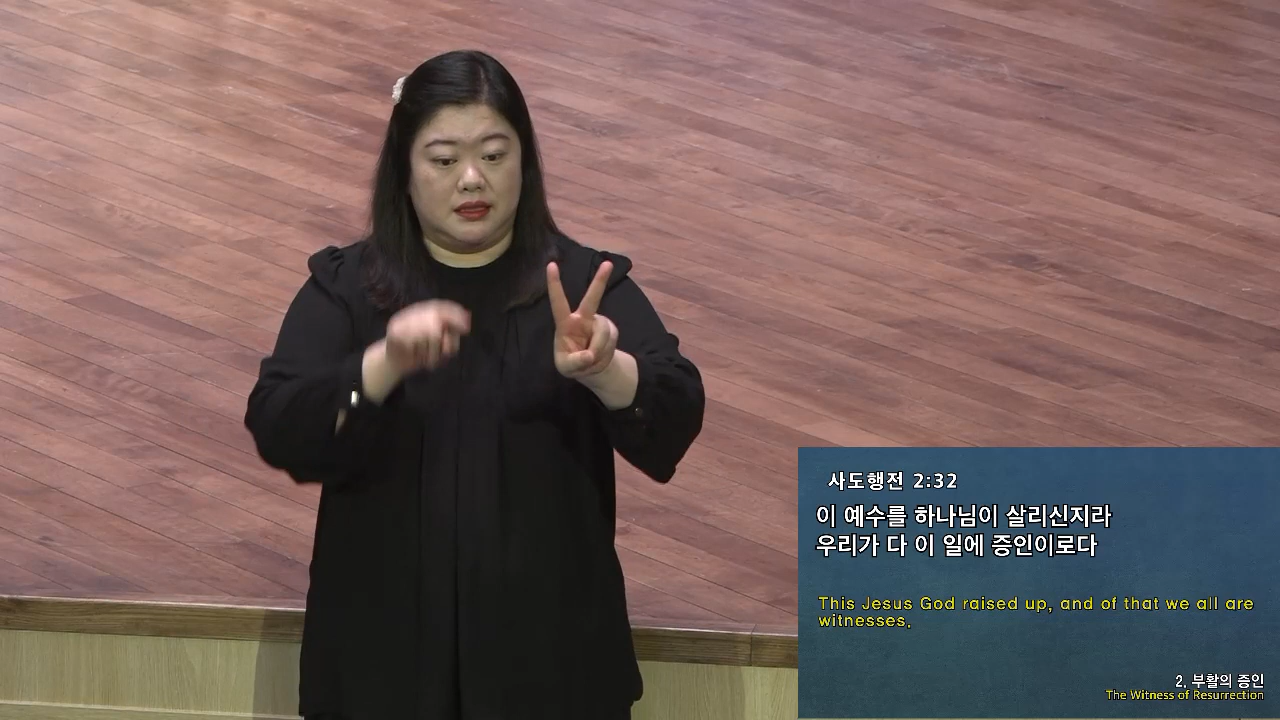 사도행전 2:32
이 예수를 하나님이 살리신지라
우리가 다 이 일에 증인이로다
This Jesus God raised up, and of that we all are
witnesses.
2. 부활의 증인
The Witness of Resurrection